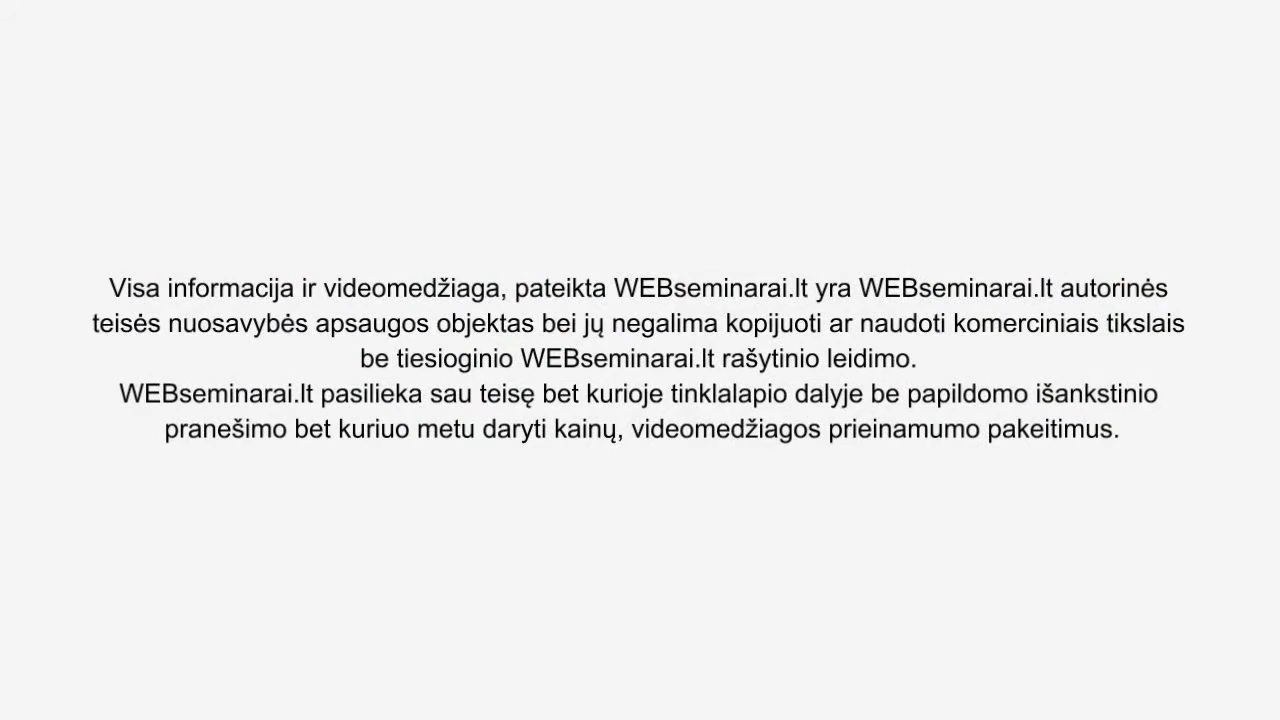 Visa informacija ir videomedžiaga, pateikta WEBseminarai.lt yra WEBseminarai.lt autorinės
teisės nuosavybės apsaugos objektas bei jų negalima kopijuoti ar naudoti komerciniais tikslais
be tiesioginio WEBseminarai.lt rašytinio leidimo.
WEBseminarai.lt pasilieka sau teisę bet kurioje tinklalapio dalyje be papildomo išankstinio
pranešimo bet kuriuo metu daryti kainų, videomedžiagos prieinamumo pakeitimus.